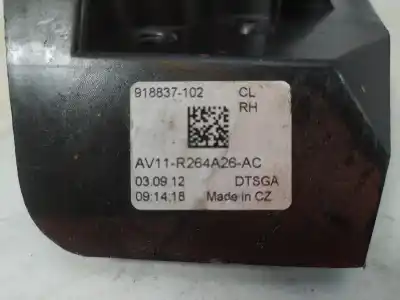 918837-102 CL
RH
AV11-R264A26-AC
03.09.12 DTSGA
09:14:18 Made in CZ